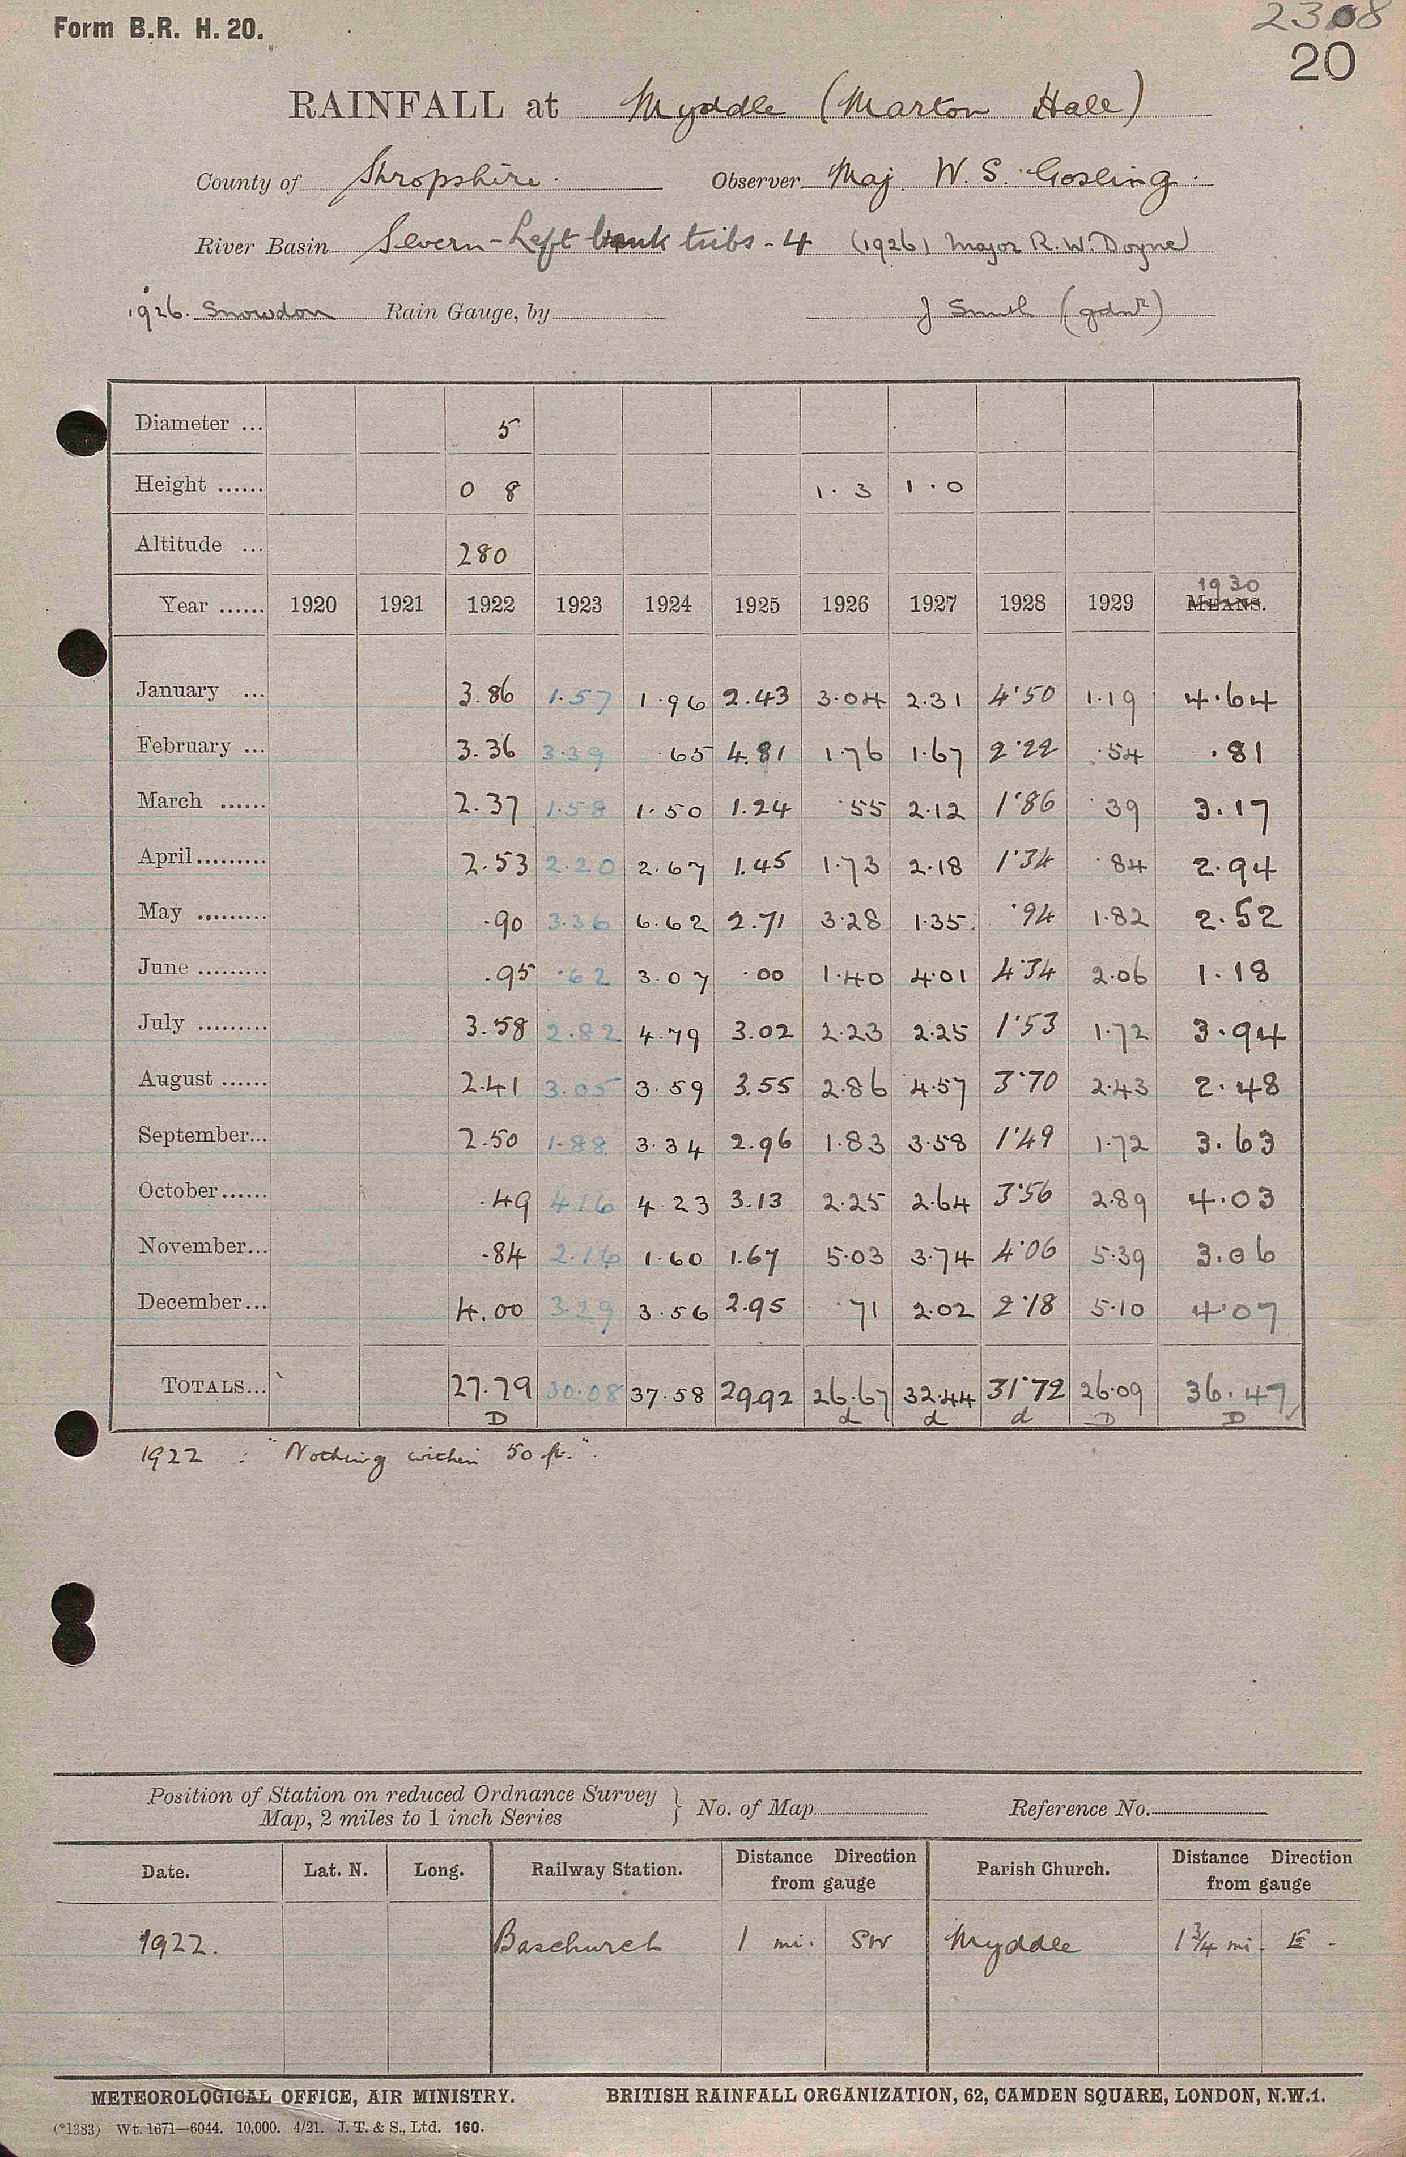 Form B.R. H. 20.
2308
20
RAINFALL at Myddle (Marton Hall)
County of Shropshire. Observer Maj. W. S. Gosling.
River Basin Severn - Left bank tribs - 4 (1926) Major R. W. Doyne
1926. Snowdon Rain Gauge, by J Smith (gdnr)
Diameter ... 5
Height ...... 0 8 1.3 1.0
Altitude ... 280
Year ...... 1920 1921 1922 1923 1924 1925 1926 1927 1928 1929 1930 MEANS.
January ... 3.86 1.57 1.96 2.43 3.04 2.31 4.50 1.19 4.64
February ... 3.36 3.39 .65 4.81 1.76 1.67 2.22 .54 .81
March ...... 2.37 1.58 1.50 1.24 .55 2.12 1.86 .39 3.17
April......... 2.53 2.20 2.67 1.45 1.73 2.18 1.34 .84 2.94
May ......... .90 3.36 6.62 2.71 3.28 1.35 .94 1.82 2.52
June ......... .95 .62 3.07 .00 1.40 4.01 4.34 2.06 1.18
July ......... 3.58 2.82 4.79 3.02 2.23 2.25 1.53 1.72 3.94
August ...... 2.41 3.05 3.59 3.55 2.86 4.57 3.70 2.43 2.48
September... 2.50 1.88 3.34 2.96 1.83 3.58 1.49 1.72 3.63
October...... .49 4.16 4.23 3.13 2.25 2.64 3.56 2.89 4.03
November... .84 2.16 1.60 1.67 5.03 3.74 4.06 5.39 3.06
December... 4.00 3.29 3.56 2.95 .71 2.02 2.18 5.10 4.07
TOTALS... 27.79 30.08 37.58 29.92 26.67 32.44 31.72 26.09 36.47
D d d d D D
1922 : "Nothing within 50 ft."
Position of Station on reduced Ordnance Survey Map, 2 miles to 1 inch Series } No. of Map Reference No.
Date. Lat. N. Long. Railway Station. Distance Direction from gauge Parish Church. Distance Direction from gauge
1922. Baschurch 1 mi. SW Myddle 1 3/4 mi. E -
METEOROLOGICAL OFFICE, AIR MINISTRY. BRITISH RAINFALL ORGANIZATION, 62, CAMDEN SQUARE, LONDON, N.W.1.
(*1383) Wt. 1671—6044. 10,000. 4/21. J. T. & S., Ltd. 160.